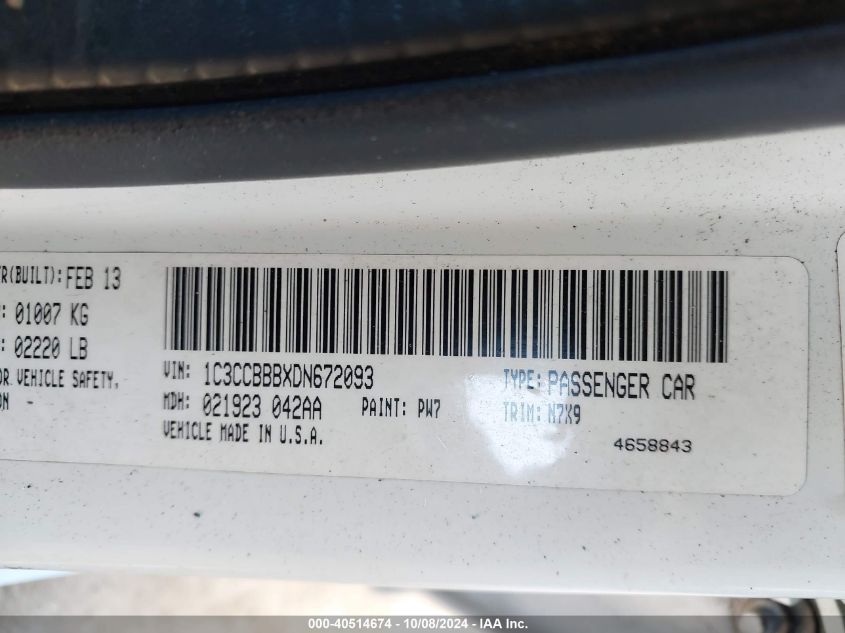 TR(BUILT): FEB 13
: 01007 KG
: 02220 LB
OR VEHICLE SAFETY,
ON
VIN: 1C3CCBBBXDN672093
TYPE: PASSENGER CAR
MDH: 021923 042AA
PAINT: PW7
TRIM: N7X9
VEHICLE MADE IN U.S.A.
4658843
000-40514674 • 10/08/2024 - IAA Inc.